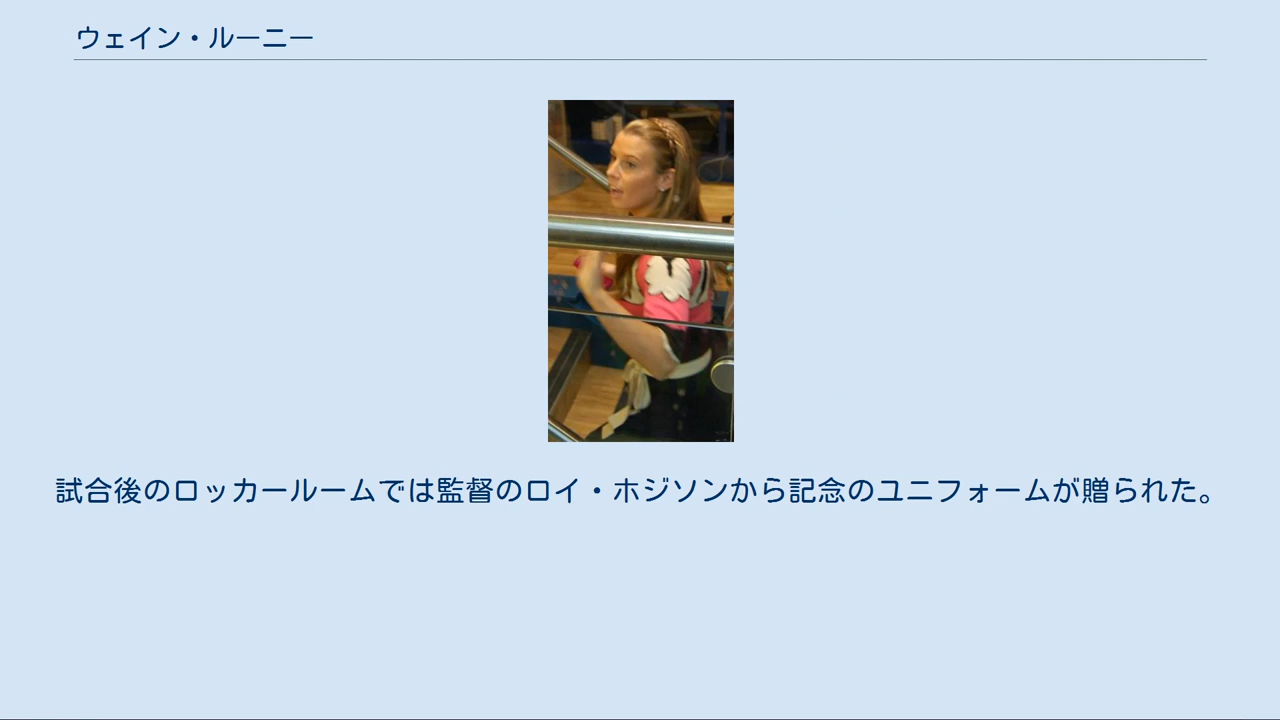 ウェイン・ルーニー
試合後のロッカールームでは監督のロイ・ホジソンから記念のユニフォームが贈られた。